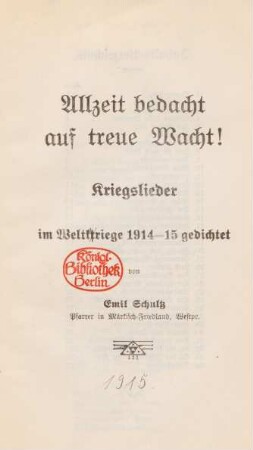 Allzeit bedacht
auf treue Wacht!
Kriegslieder
im Weltkriege 1914—15 gedichtet
von
Königl.
Bibliothek
Berlin
Emil Schultz
Pfarrer in Märkisch-Friedland, Westpr.
1915.